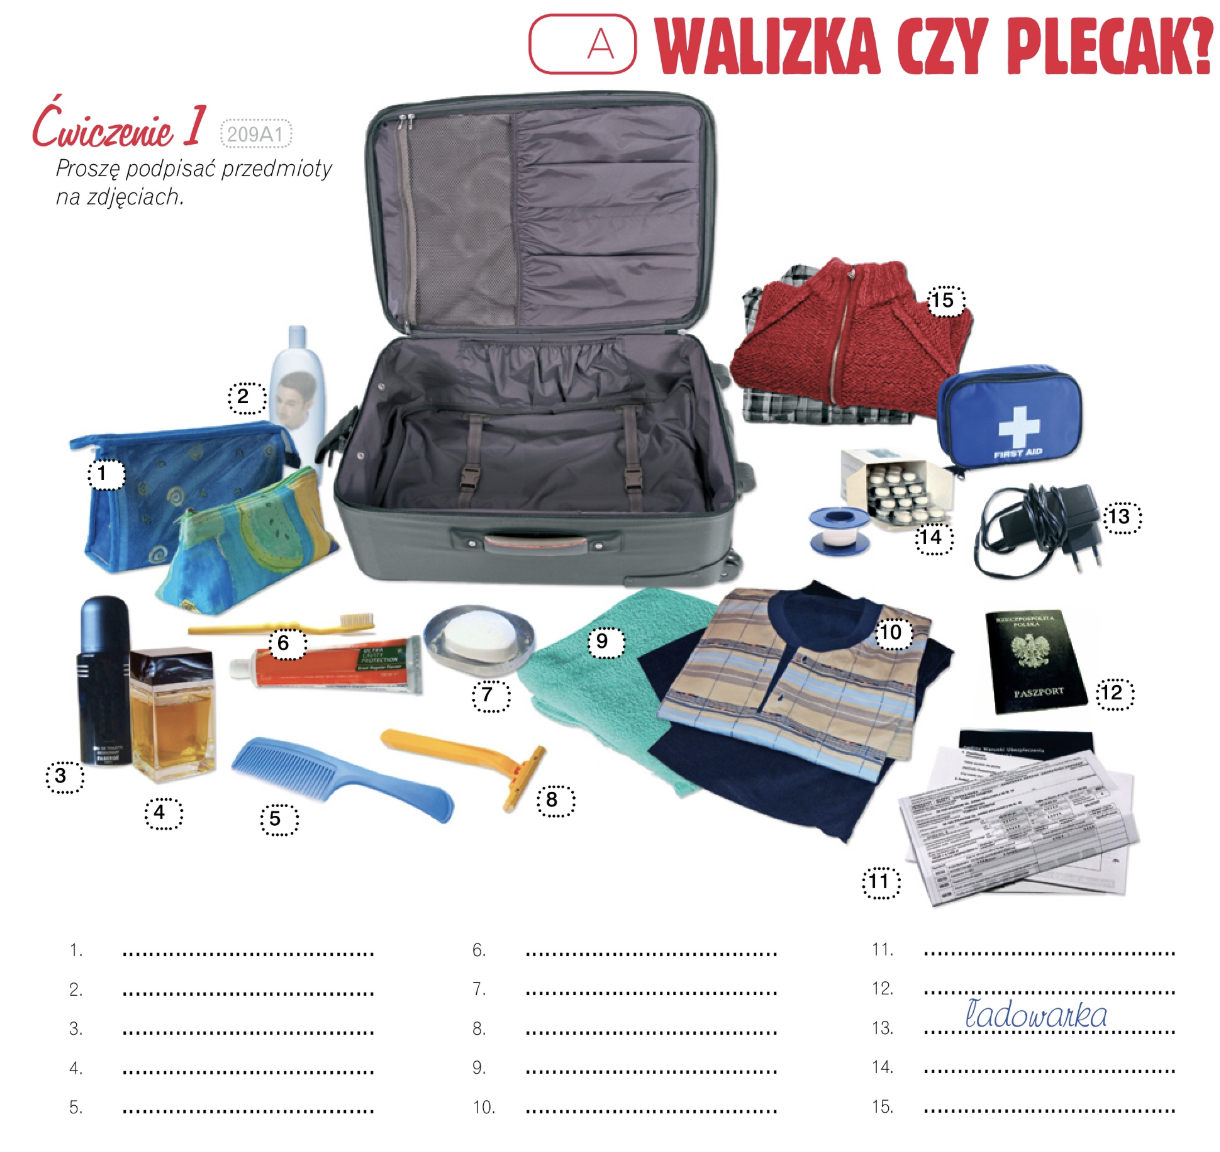 A WALIZKA CZY PLECAK?
Ćwiczenie 1 209A1
Proszę podpisać przedmioty
na zdjęciach.
15
2
1
FIRST AID
14
13
6
ULTRA
CAVITY
PROTECTION
7
9
10
RZECZPOSPOLITA
POLSKA
PASZPORT
12
3
4
5
8
11
1. ......................................
2. ......................................
3. ......................................
4. ......................................
5. ......................................
6. ......................................
7. ......................................
8. ......................................
9. ......................................
10. ......................................
11. ......................................
12. ......................................
13. ładowarka
14. ......................................
15. ......................................